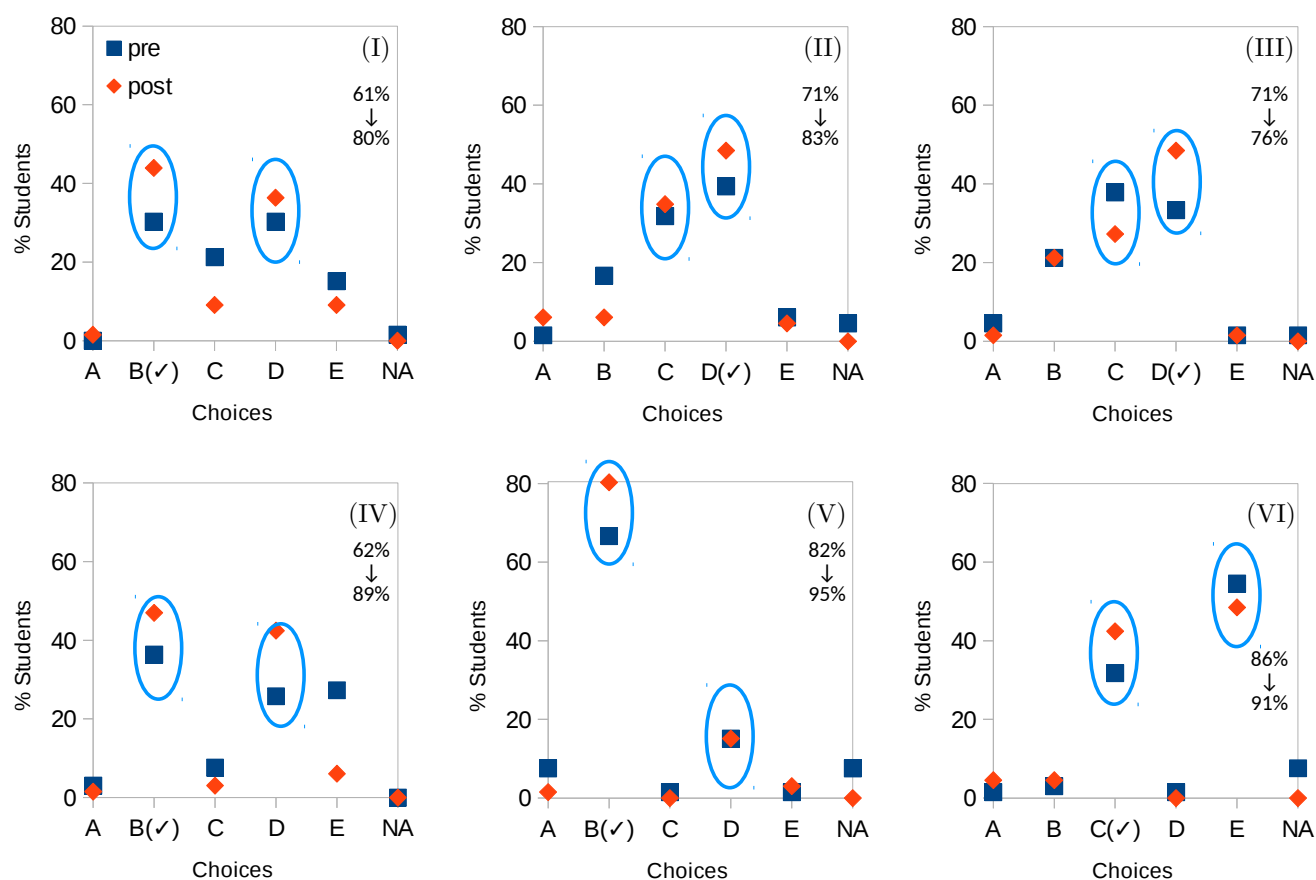 80
60
40
20
0
% Students
pre
post
(I)
61%
↓
80%
A B(✓) C D E NA
Choices
80
60
40
20
0
% Students
(II)
71%
↓
83%
A B C D(✓) E NA
Choices
80
60
40
20
0
% Students
(III)
71%
↓
76%
A B C D(✓) E NA
Choices
80
60
40
20
0
% Students
(IV)
62%
↓
89%
A B(✓) C D E NA
Choices
80
60
40
20
0
% Students
(V)
82%
↓
95%
A B(✓) C D E NA
Choices
80
60
40
20
0
% Students
(VI)
86%
↓
91%
A B C(✓) D E NA
Choices